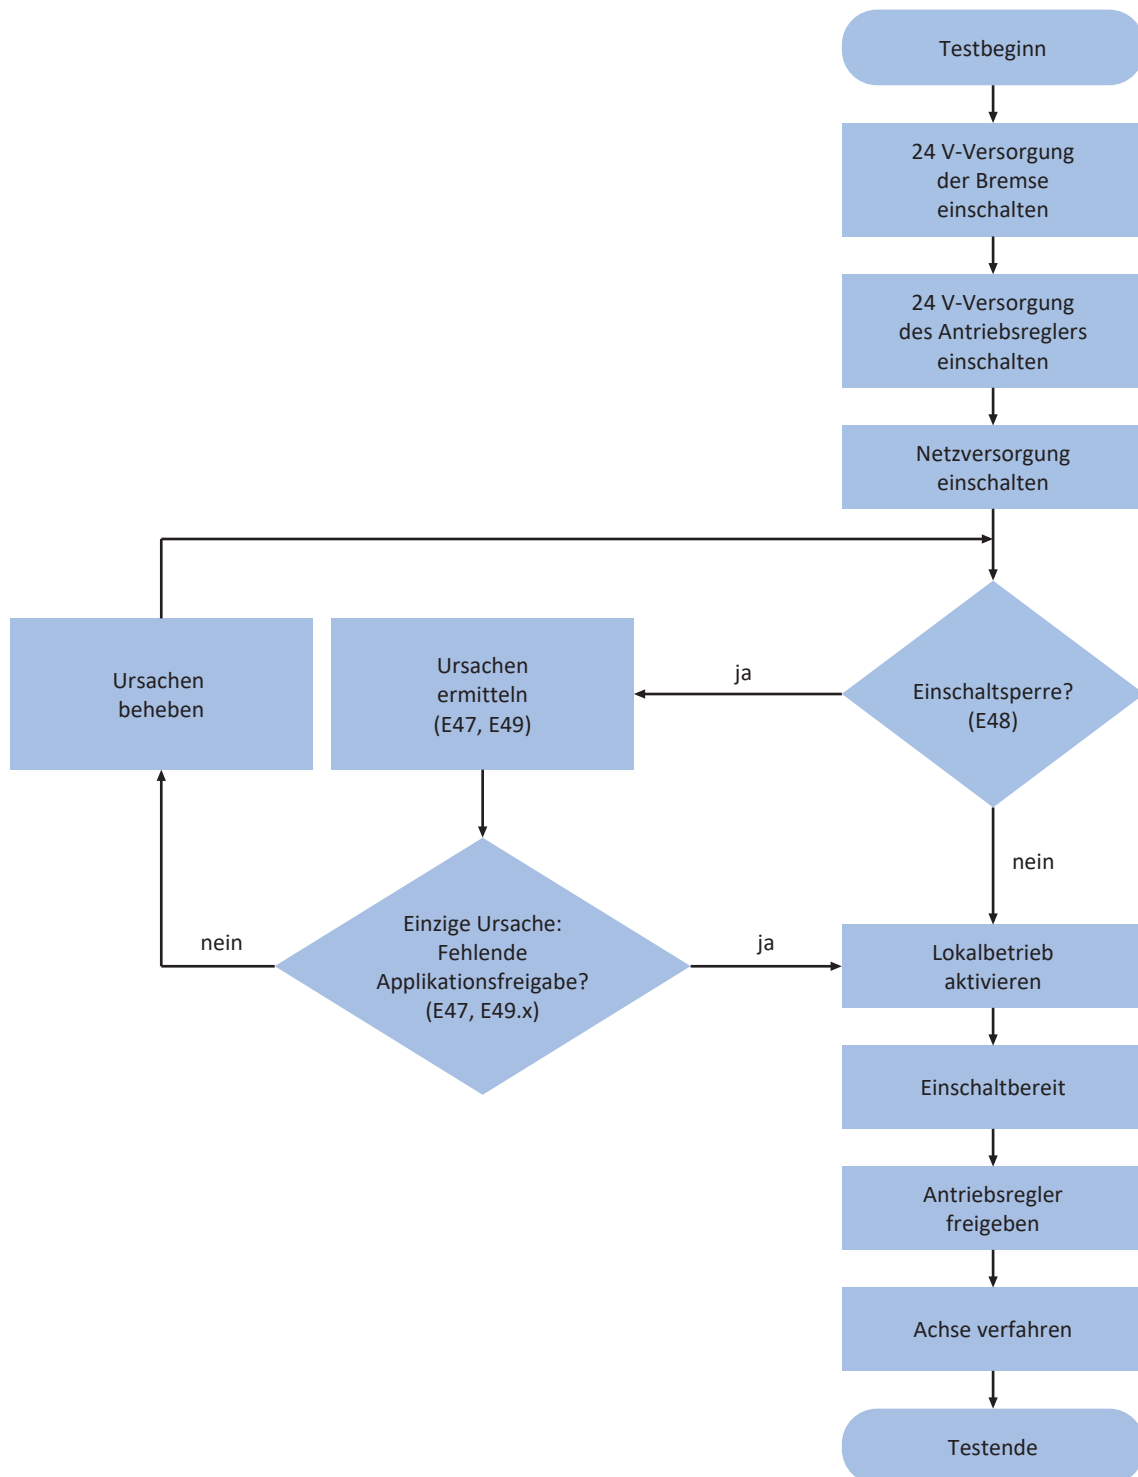 Testbeginn
24 V-Versorgung
der Bremse
einschalten
24 V-Versorgung
des Antriebsreglers
einschalten
Netzversorgung
einschalten
Einschaltsperre?
(E48)
ja
Ursachen
ermitteln
(E47, E49)
Ursachen
beheben
nein
Einzige Ursache:
Fehlende
Applikationsfreigabe?
(E47, E49.x)
nein
ja
Lokalbetrieb
aktivieren
Einschaltbereit
Antriebsregler
freigeben
Achse verfahren
Testende